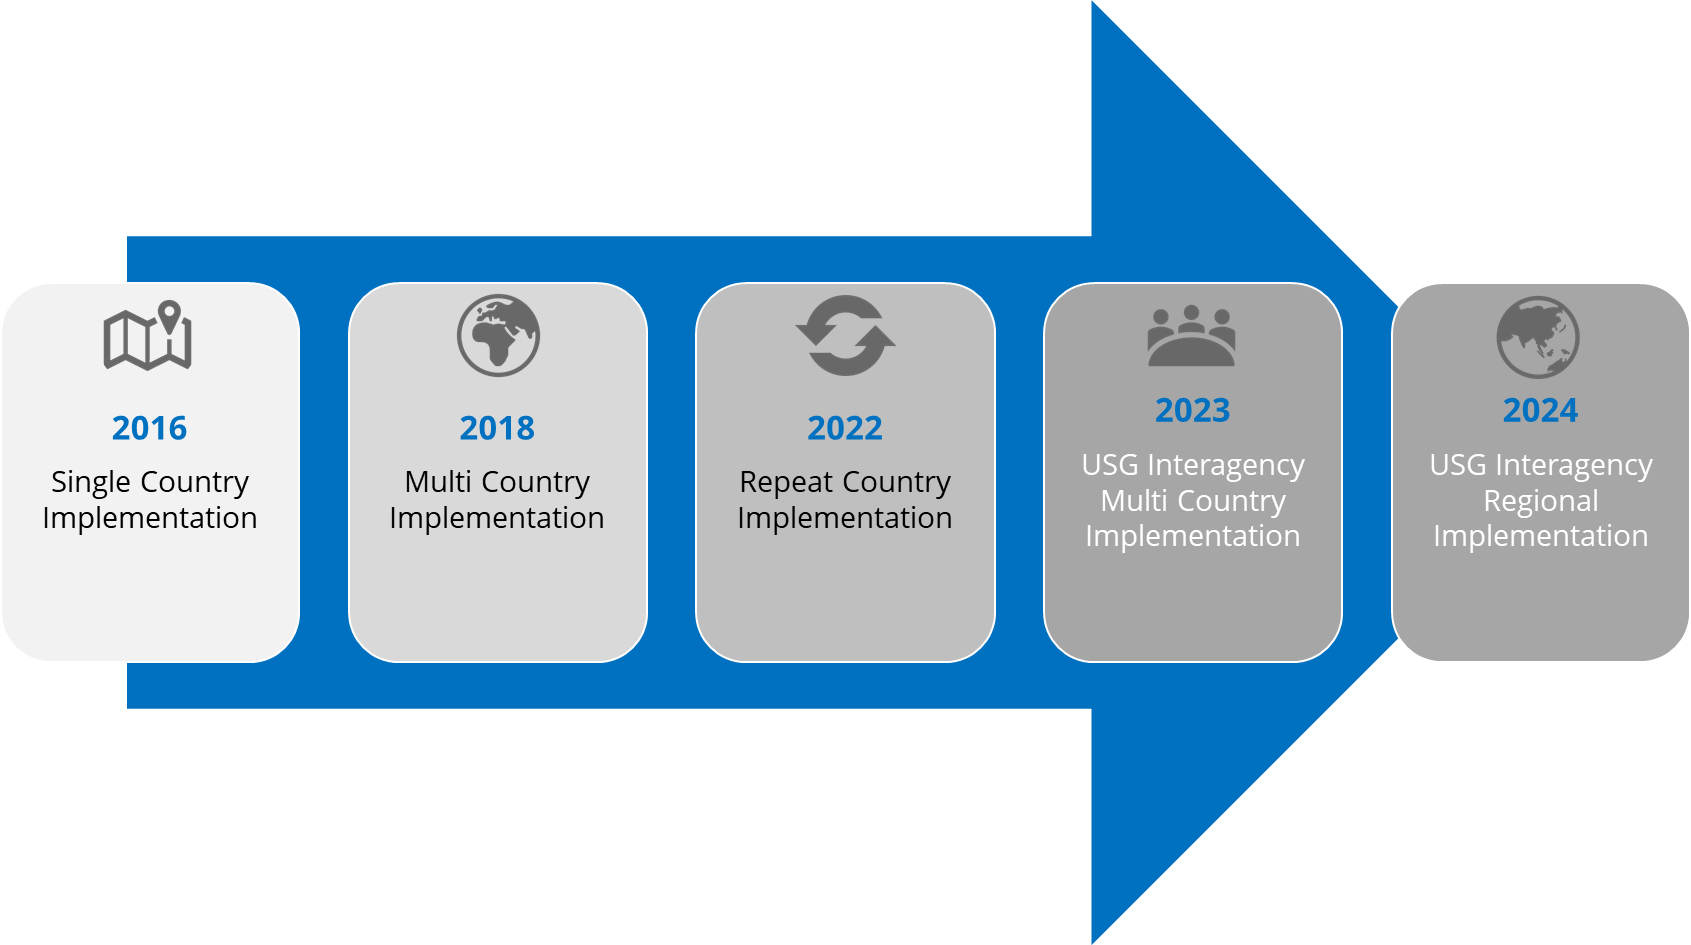 2016
Single Country
Implementation
2018
Multi Country
Implementation
2022
Repeat Country
Implementation
2023
USG Interagency
Multi Country
Implementation
2024
USG Interagency
Regional
Implementation